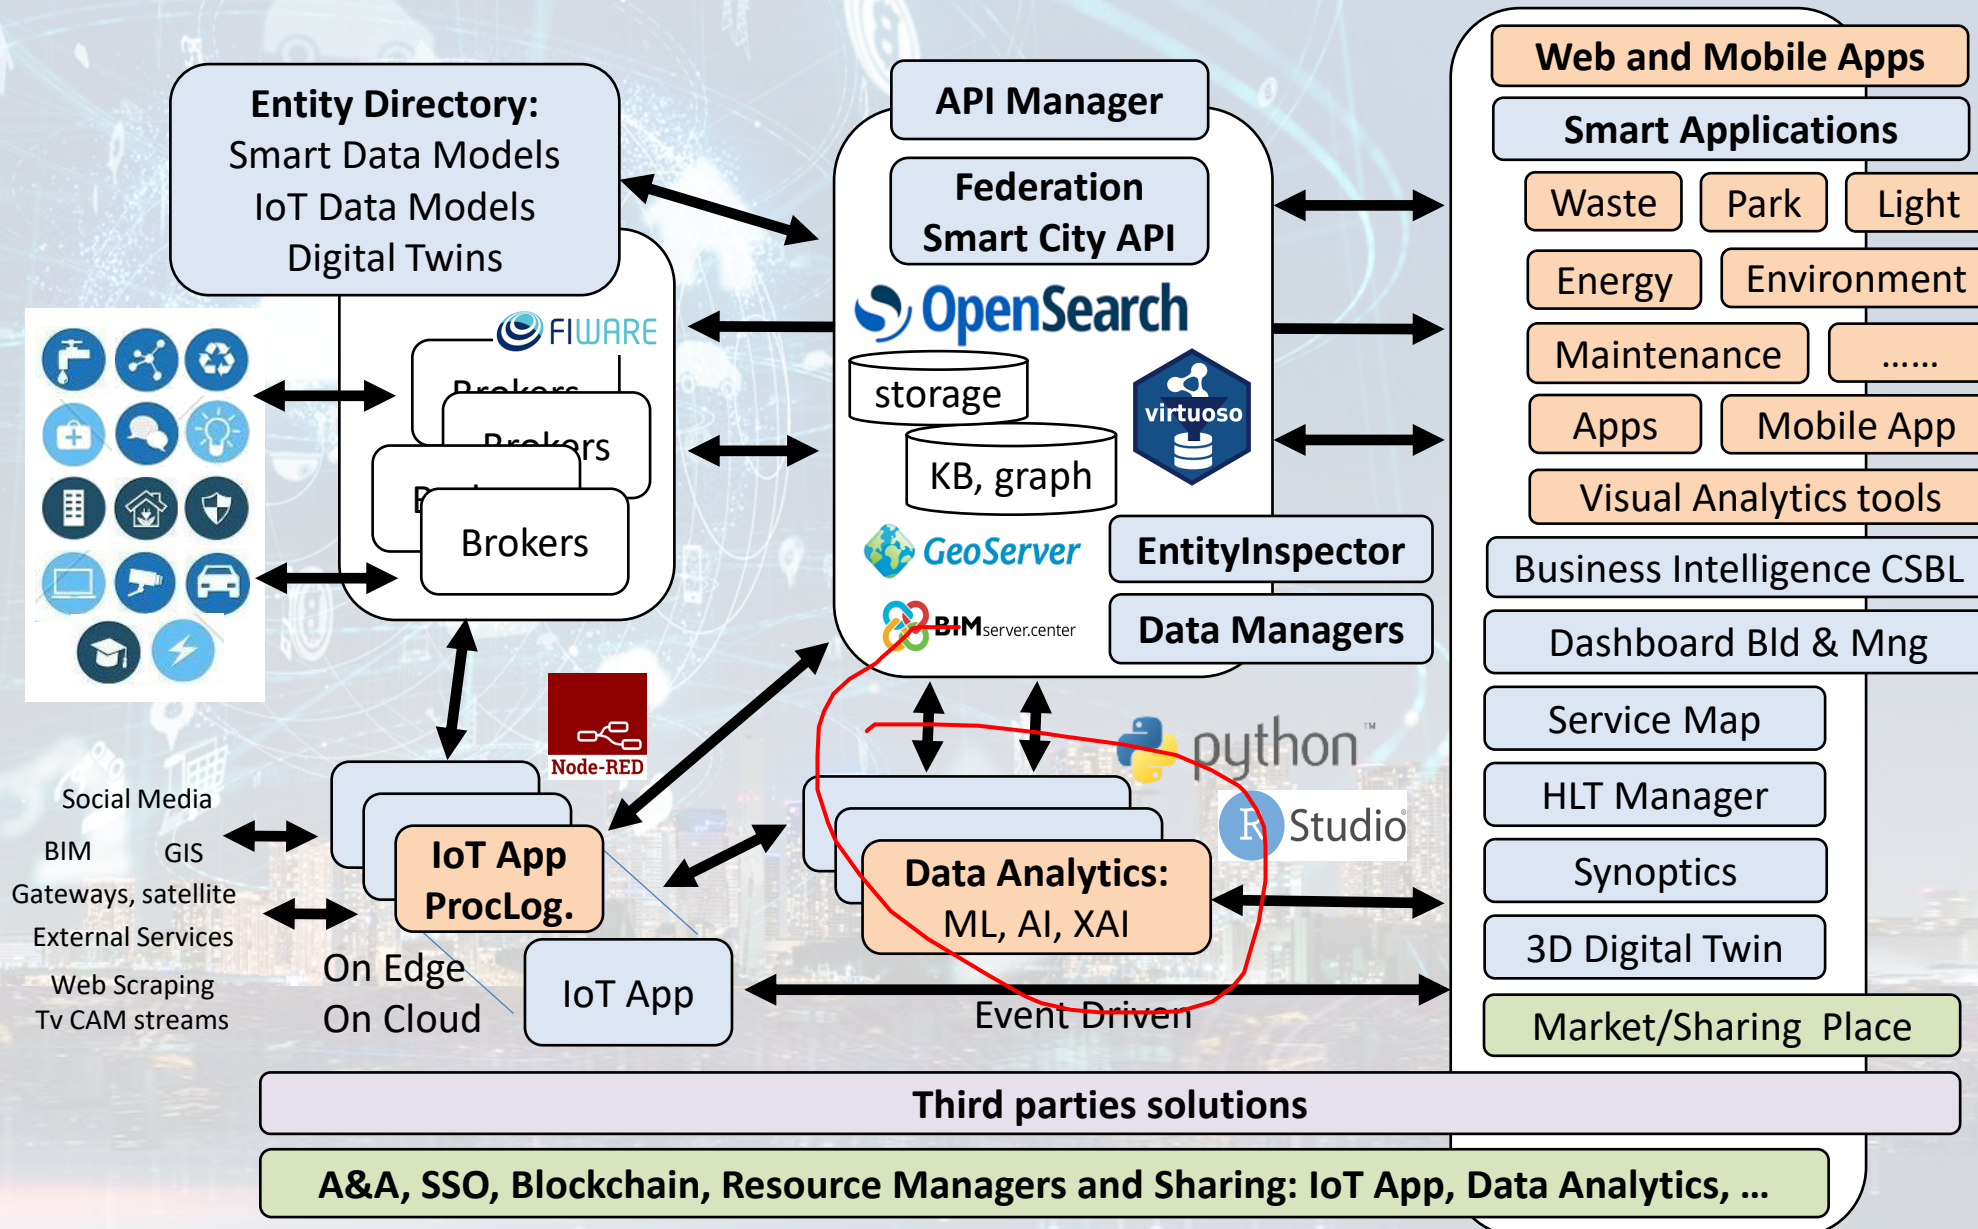 Entity Directory:
Smart Data Models
IoT Data Models
Digital Twins
FIWARE
Brokers
Brokers
Brokers
API Manager
Federation
Smart City API
OpenSearch
storage
virtuoso
KB, graph
GeoServer
EntityInspector
BIMserver.center
Data Managers
Web and Mobile Apps
Smart Applications
Waste Park Light
Energy Environment
Maintenance ......
Apps Mobile App
Visual Analytics tools
Business Intelligence CSBL
Dashboard Bld & Mng
Service Map
HLT Manager
Synoptics
3D Digital Twin
Market/Sharing Place
Node-RED
python™
R Studio
Social Media
BIM GIS
Gateways, satellite
External Services
Web Scraping
Tv CAM streams
IoT App
ProcLog.
On Edge
On Cloud
IoT App
Data Analytics:
ML, AI, XAI
Event Driven
Third parties solutions
A&A, SSO, Blockchain, Resource Managers and Sharing: IoT App, Data Analytics, ...